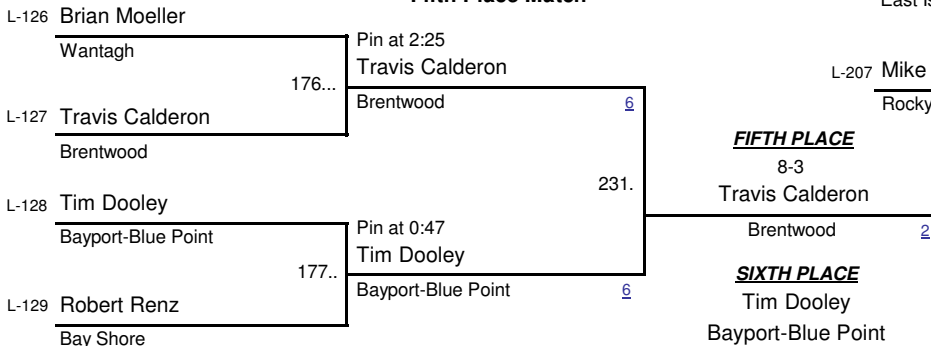 East
L-126 Brian Moeller
Wantagh
Pin at 2:25
176...
Travis Calderon
Brentwood 6
L-127 Travis Calderon
Brentwood
L-207 Mike
Rocky
FIFTH PLACE
8-3
231.
Travis Calderon
Brentwood 2
L-128 Tim Dooley
Bayport-Blue Point
Pin at 0:47
177..
Tim Dooley
Bayport-Blue Point 6
L-129 Robert Renz
Bay Shore
SIXTH PLACE
Tim Dooley
Bayport-Blue Point